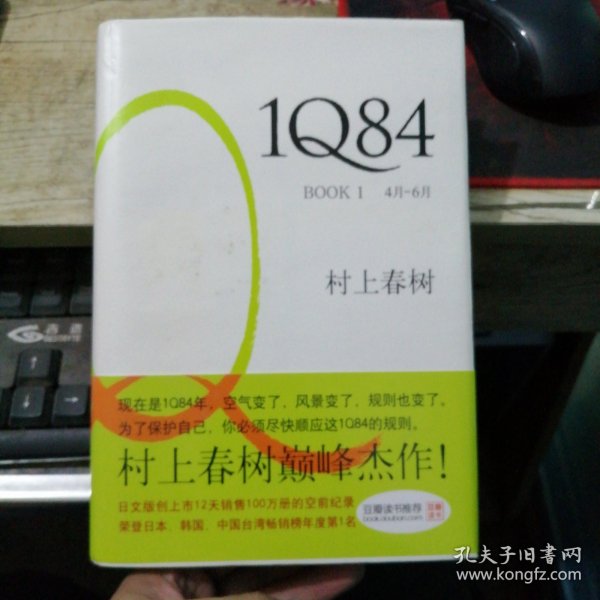 1Q84
BOOK 1 4月-6月
村上春树
现在是1Q84年，空气变了，风景变了，规则也变了。
为了保护自己，你必须尽快顺应这1Q84的规则。
村上春树巅峰杰作！
日文版创上市12天销售100万册的空前纪录
荣登日本、韩国、中国台湾畅销榜年度第1名
豆瓣读书推荐
book.douban.com
豆瓣
读书
孔夫子旧书网
www.kongfz.com